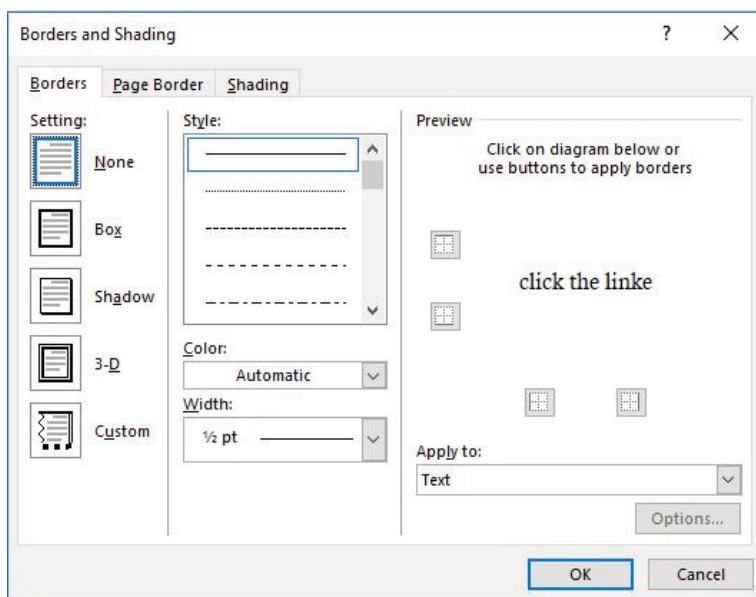 Borders and Shading
?
Borders
Page Border
Shading
Setting:
None
Box
Shadow
3-D
Custom
Style:
Color:
Automatic
Width:
½ pt
Preview
Click on diagram below or
use buttons to apply borders
click the linke
Apply to:
Text
Options...
OK
Cancel